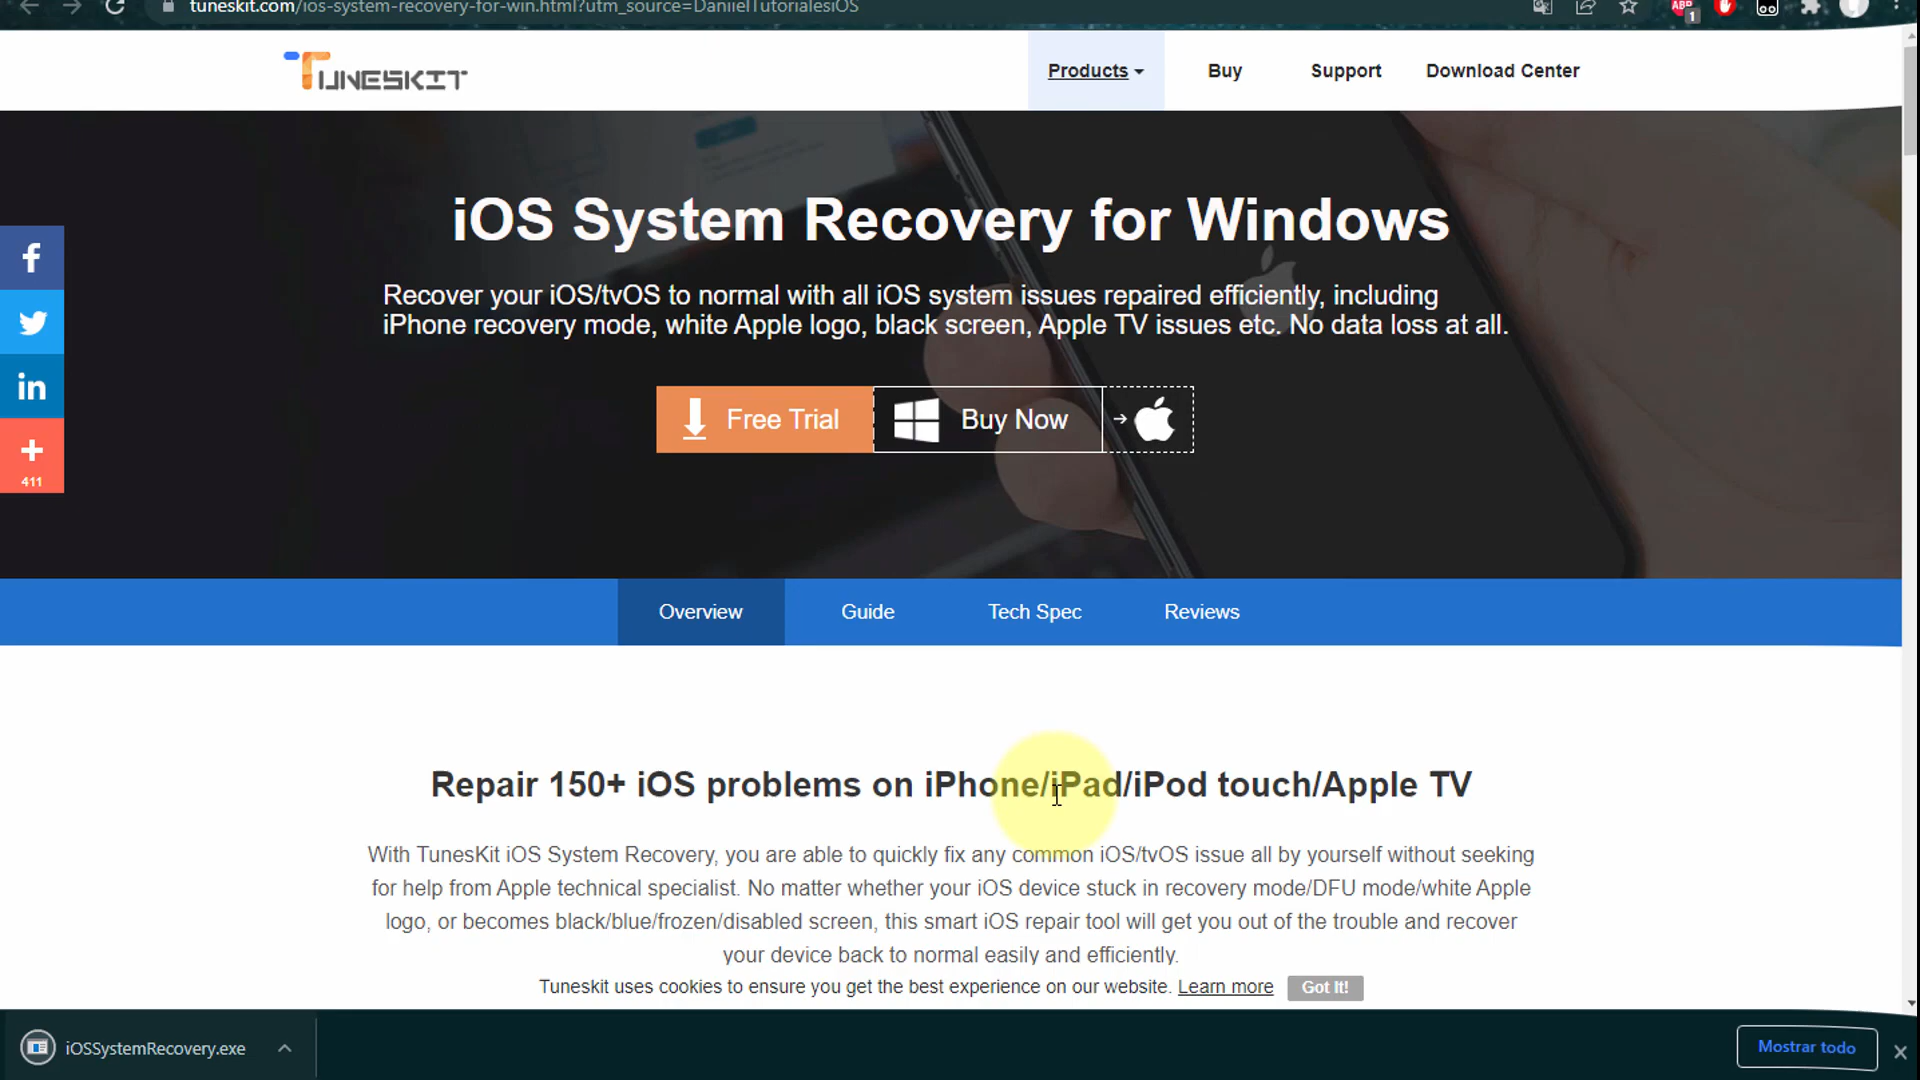 tuneskit.com/ios-system-recovery-for-win.html?utm_source=DaniielTutorialesiOS
ABP
1
TUNESKIT
Products
Buy
Support
Download Center
iOS System Recovery for Windows
Recover your iOS/tvOS to normal with all iOS system issues repaired efficiently, including
iPhone recovery mode, white Apple logo, black screen, Apple TV issues etc. No data loss at all.
Free Trial
Buy Now
411
Overview
Guide
Tech Spec
Reviews
Repair 150+ iOS problems on iPhone/iPad/iPod touch/Apple TV
With TunesKit iOS System Recovery, you are able to quickly fix any common iOS/tvOS issue all by yourself without seeking
for help from Apple technical specialist. No matter whether your iOS device stuck in recovery mode/DFU mode/white Apple
logo, or becomes black/blue/frozen/disabled screen, this smart iOS repair tool will get you out of the trouble and recover
your device back to normal easily and efficiently.
Tuneskit uses cookies to ensure you get the best experience on our website. Learn more
Got It!
iOSSystemRecovery.exe
Mostrar todo